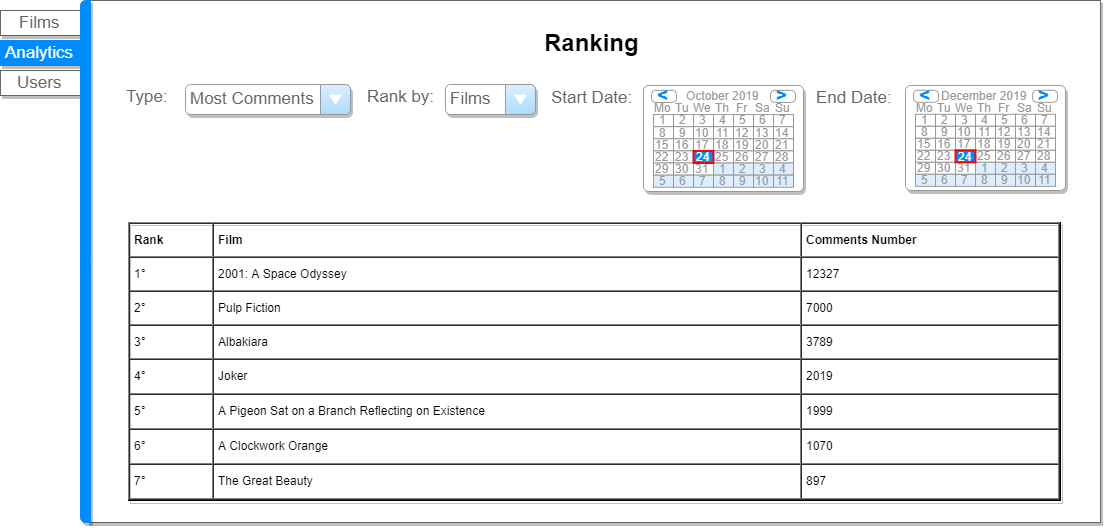 Films
Analytics
Users
Ranking
Type: Most Comments Rank by: Films Start Date: End Date:
< October 2019 >
Mo Tu We Th Fr Sa Su
1 2 3 4 5 6 7
8 9 10 11 12 13 14
15 16 17 18 19 20 21
22 23 24 25 26 27 28
29 30 31 1 2 3 4
5 6 7 8 9 10 11
< December 2019 >
Mo Tu We Th Fr Sa Su
1 2 3 4 5 6 7
8 9 10 11 12 13 14
15 16 17 18 19 20 21
22 23 24 25 26 27 28
29 30 31 1 2 3 4
5 6 7 8 9 10 11
Rank Film Comments Number
1° 2001: A Space Odyssey 12327
2° Pulp Fiction 7000
3° Albakiara 3789
4° Joker 2019
5° A Pigeon Sat on a Branch Reflecting on Existence 1999
6° A Clockwork Orange 1070
7° The Great Beauty 897